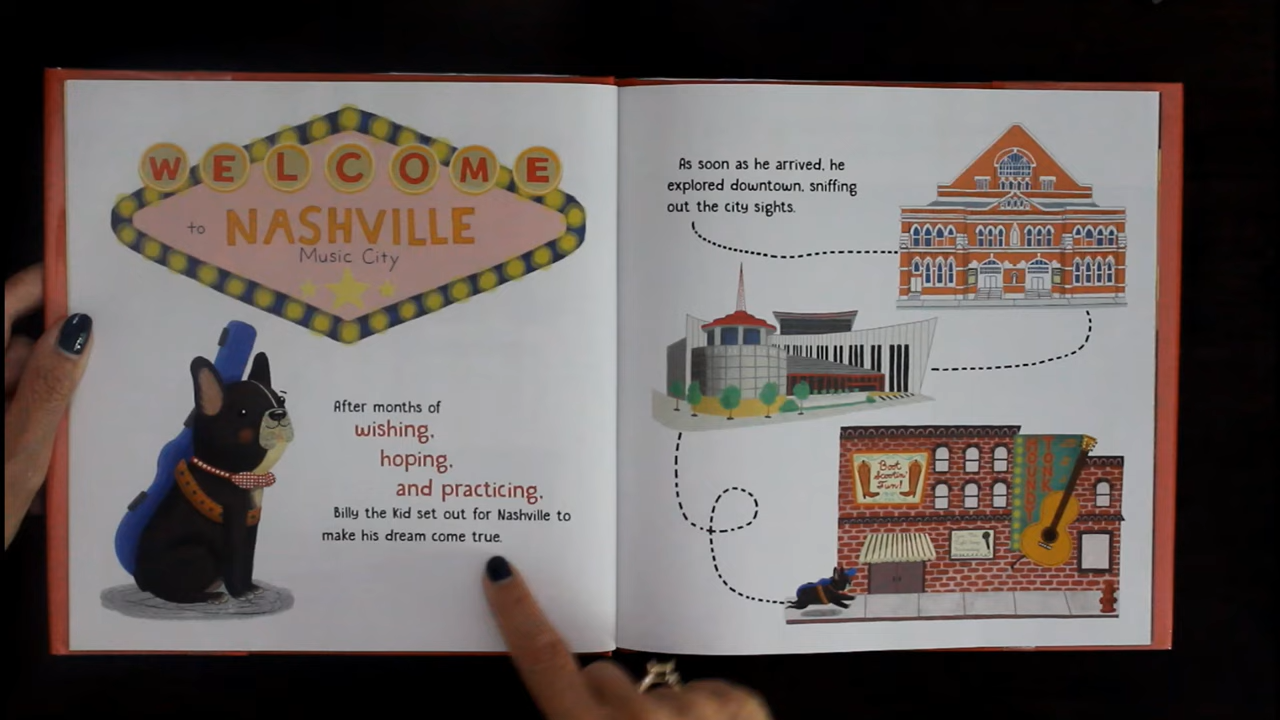 WELCOME
to NASHVILLE
Music City
After months of
wishing,
hoping,
and practicing,
Billy the Kid set out for Nashville to
make his dream come true.
As soon as he arrived, he
explored downtown, sniffing
out the city sights.
Boot
Scootin'
Fun!
HONKY
TONK